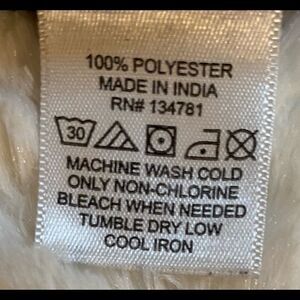 100% POLYESTER
MADE IN INDIA
RN# 134781
30
MACHINE WASH COLD
ONLY NON-CHLORINE
BLEACH WHEN NEEDED
TUMBLE DRY LOW
COOL IRON